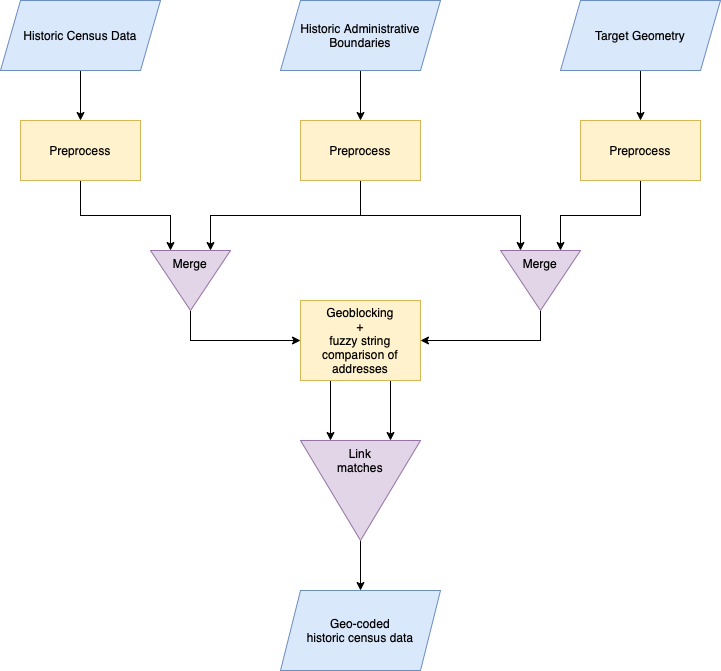 Historic Census Data
Historic Administrative
Boundaries
Target Geometry
Preprocess
Preprocess
Preprocess
Merge
Merge
Geoblocking
+
fuzzy string
comparison of
addresses
Link
matches
Geo-coded
historic census data